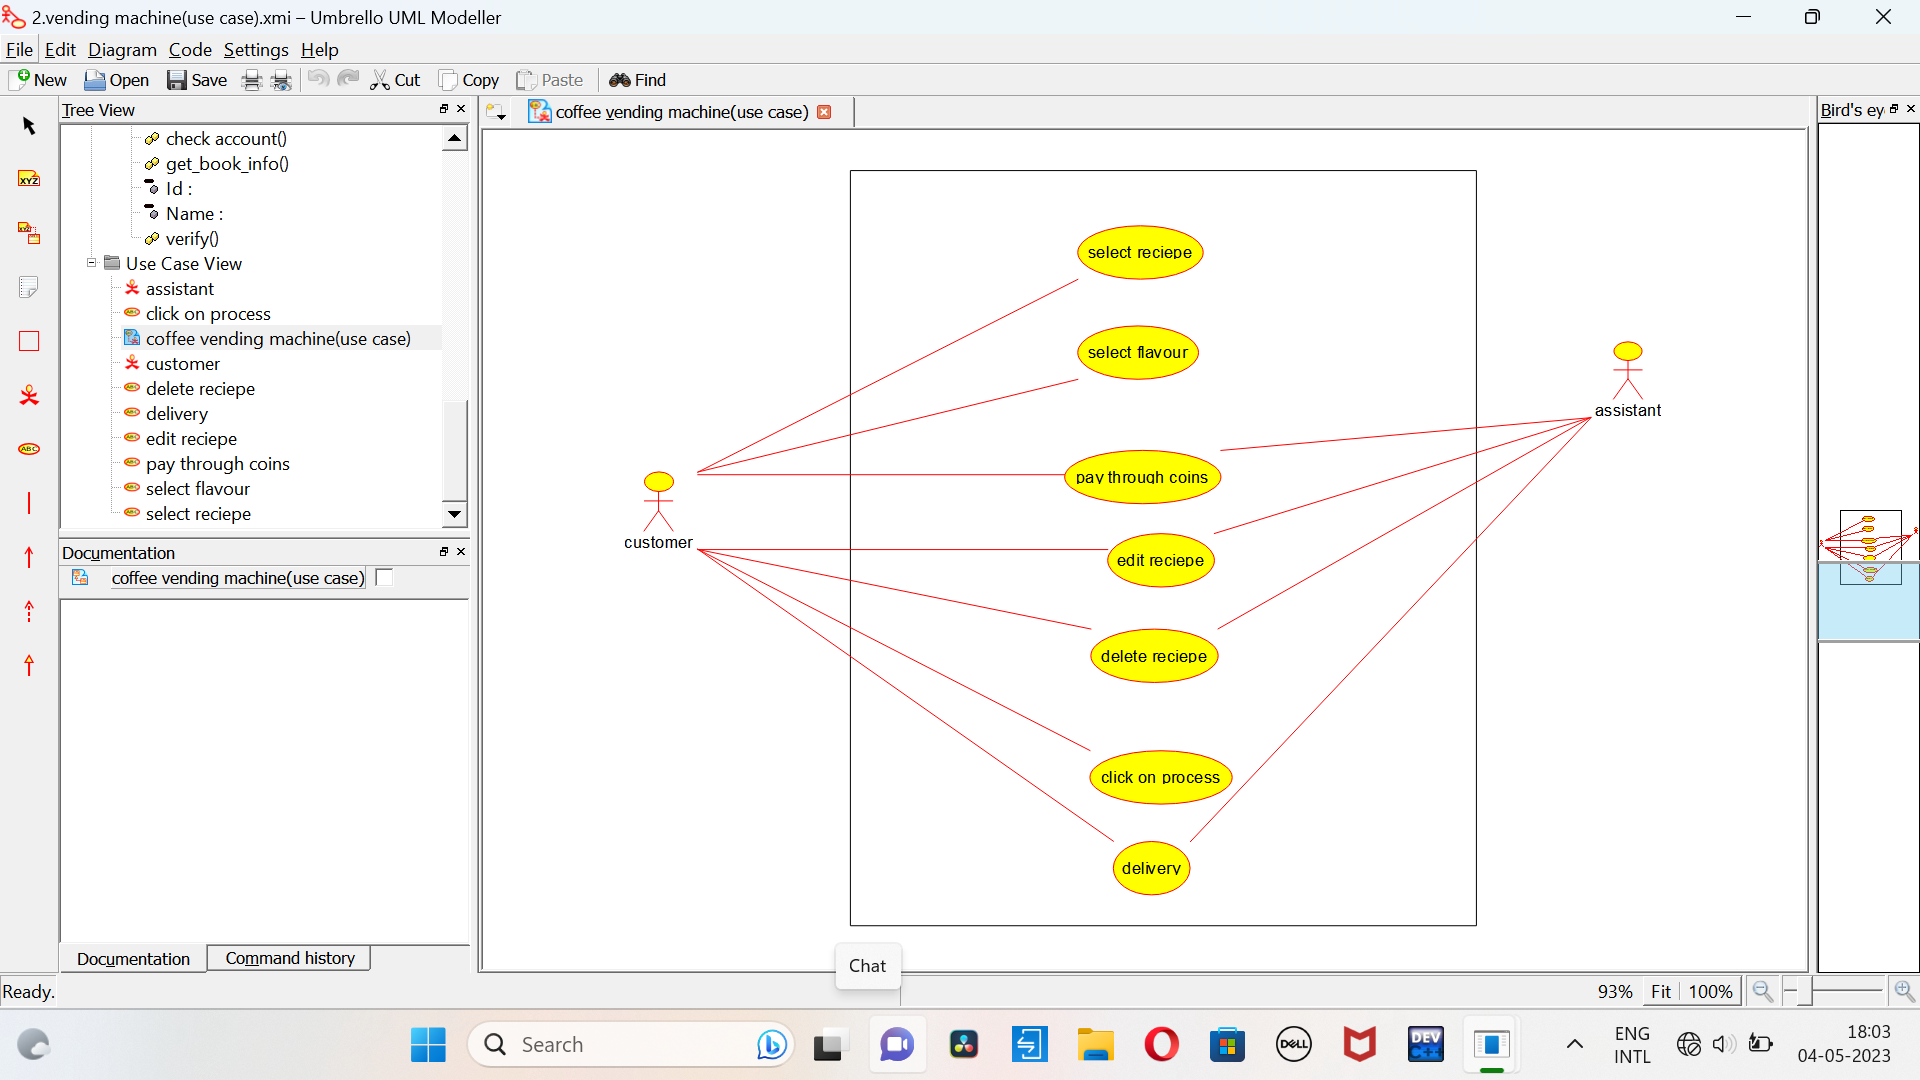 2.vending machine(use case).xmi – Umbrello UML Modeller
File Edit Diagram Code Settings Help
New Open Save Cut Copy Paste Find
Tree View
check account()
get_book_info()
Id :
Name :
verify()
Use Case View
assistant
click on process
coffee vending machine(use case)
customer
delete reciepe
delivery
edit reciepe
pay through coins
select flavour
select reciepe
Documentation
coffee vending machine(use case)
Documentation Command history
Ready.
coffee vending machine(use case)
select reciepe
select flavour
assistant
pay through coins
customer
edit reciepe
delete reciepe
click on process
delivery
Bird's ey
Chat
93% Fit 100%
Search
DELL
DEV
C++
ENG
INTL
18:03
04-05-2023
XYZ
ABC